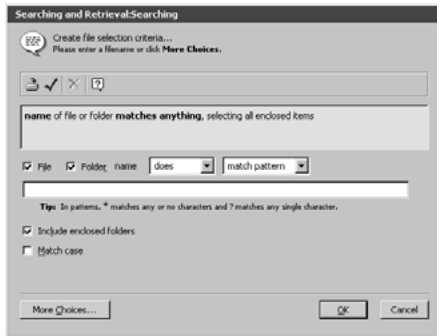 Searching and Retrieval:Searching
Create file selection criteria...
Please enter a filename or click More Choices.
name of file or folder matches anything, selecting all enclosed items
File Folder name does match pattern
Tip: In patterns, * matches any or no characters and ? matches any single character.
Include enclosed folders
Match case
More Choices... OK Cancel